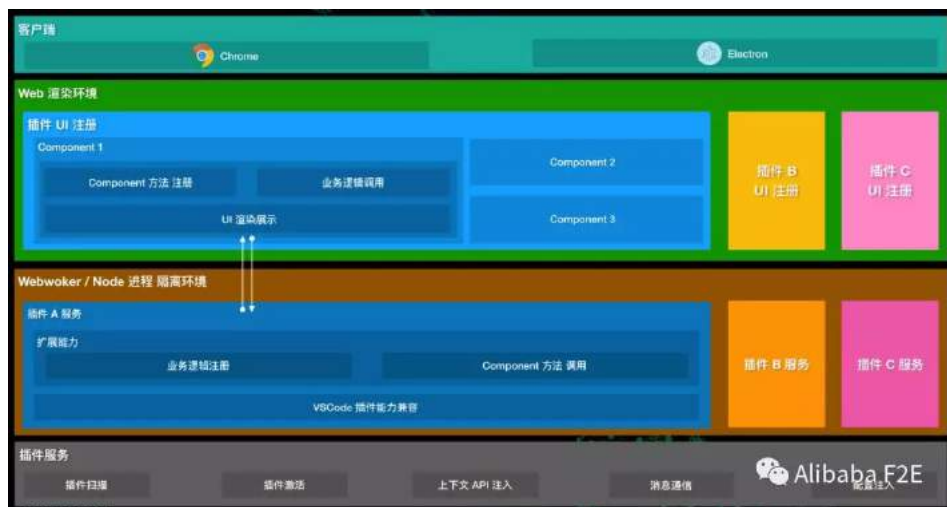 客户端
Chrome
Electron
Web 渲染环境
插件 UI 注册
Component 1
Component 方法 注册
业务逻辑调用
UI 渲染展示
Component 2
Component 3
插件 B
UI 注册
插件 C
UI 注册
Webwoker / Node 进程 隔离环境
插件 A 服务
扩展能力
业务逻辑注册
Component 方法 调用
VSCode 插件能力兼容
插件 B 服务
插件 C 服务
插件服务
插件扫描
插件激活
上下文 API 注入
消息通信
配置注入
Alibaba F2E